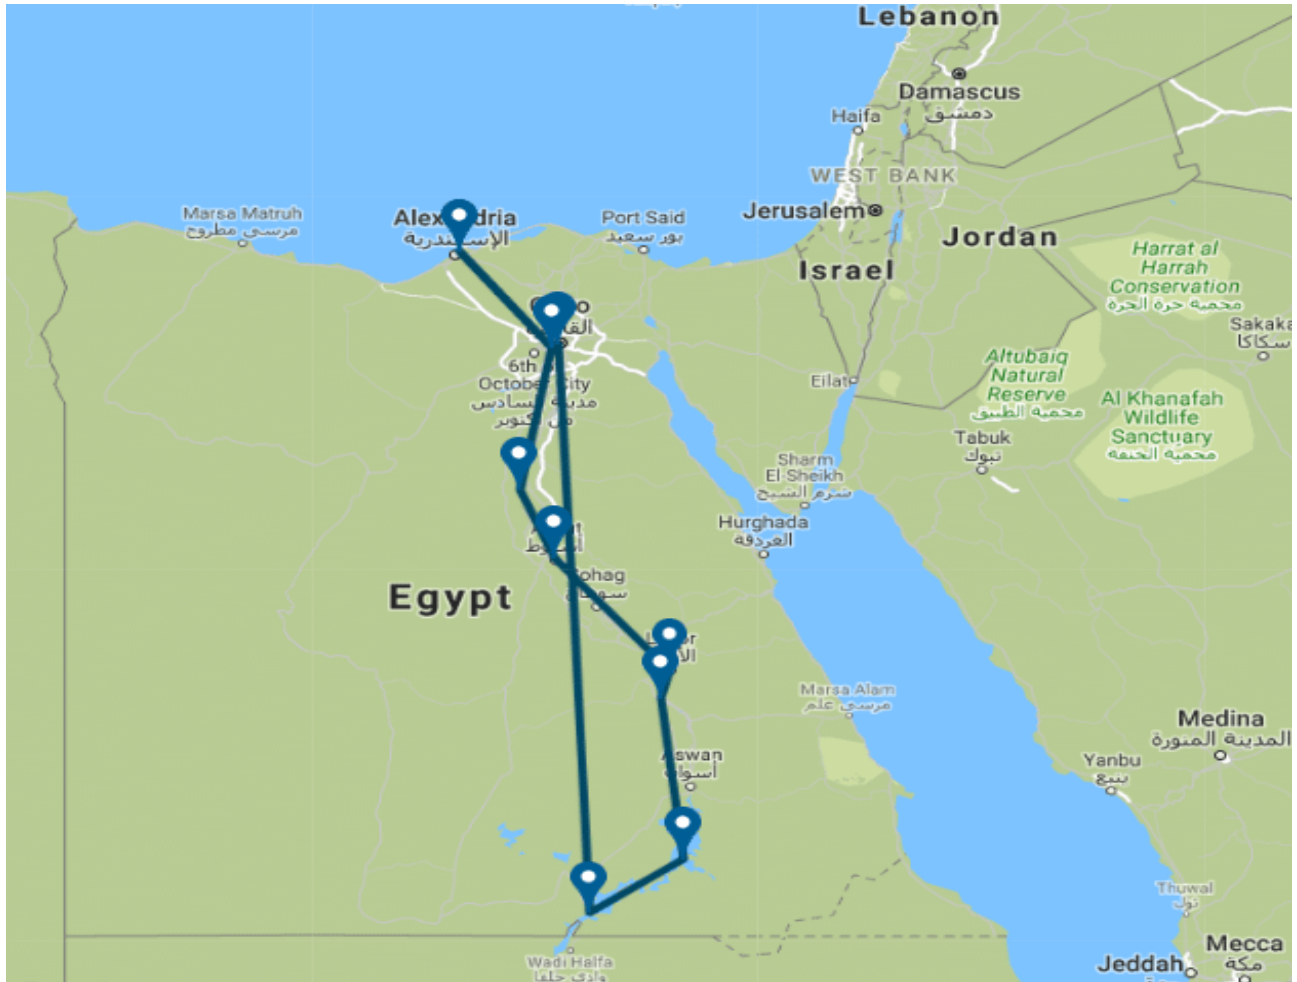 Lebanon
Damascus
دمشق
Haifa
WEST BANK
Jerusalem
Marsa Matruh
مرسى مطروح
Port Said
بور سعيد
Jordan
Israel
Harrat al
Harrah
Conservation
محمية حرة الحرة
Sakaka
سكاكا
6th
October City
Eilat
Altubaiq
Natural
Reserve
محمية الطبيق
Al Khanafah
Wildlife
Sanctuary
محمية الخنفة
Tabuk
تبوك
Sharm
El-Sheikh
شرم الشيخ
Hurghada
الغردقة
Egypt
Marsa Alam
مرسى علم
Medina
المدينة المنورة
Yanbu
ينبع
Aswan
أسوان
Thuwal
ثول
Wadi Halfa
وادي حلفا
Mecca
مكة
Jeddah